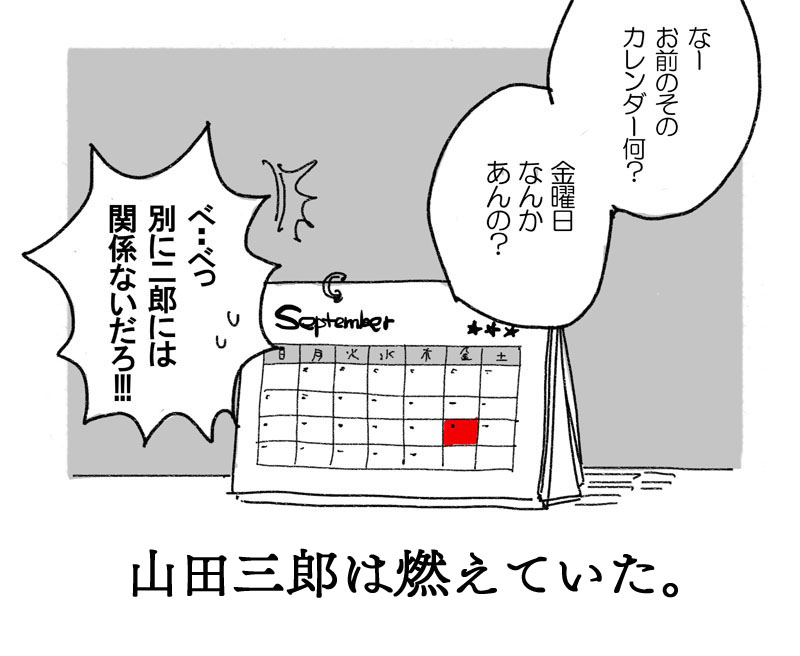 なー
お前のその
カレンダー何？
金曜日
なんか
あんの？
べ・べっ
別に二郎には
関係ないだろ!!!
September
日 月 火 水 木 金 土
山田三郎は燃えていた。